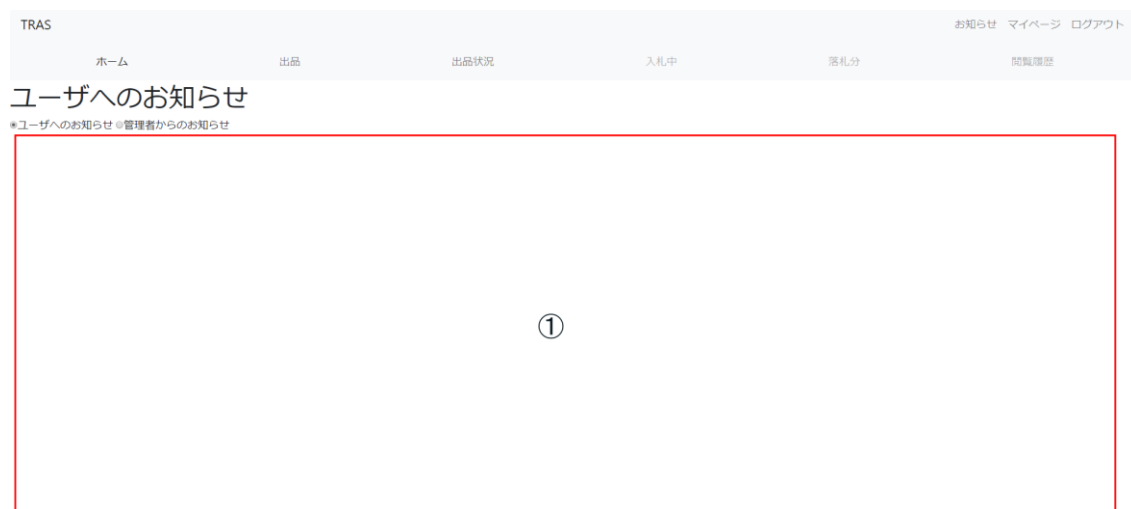 TRAS お知らせ マイページ ログアウト
ホーム 出品 出品状況 入札中 落札分 閲覧履歴
ユーザへのお知らせ
ユーザへのお知らせ 管理者からのお知らせ
①